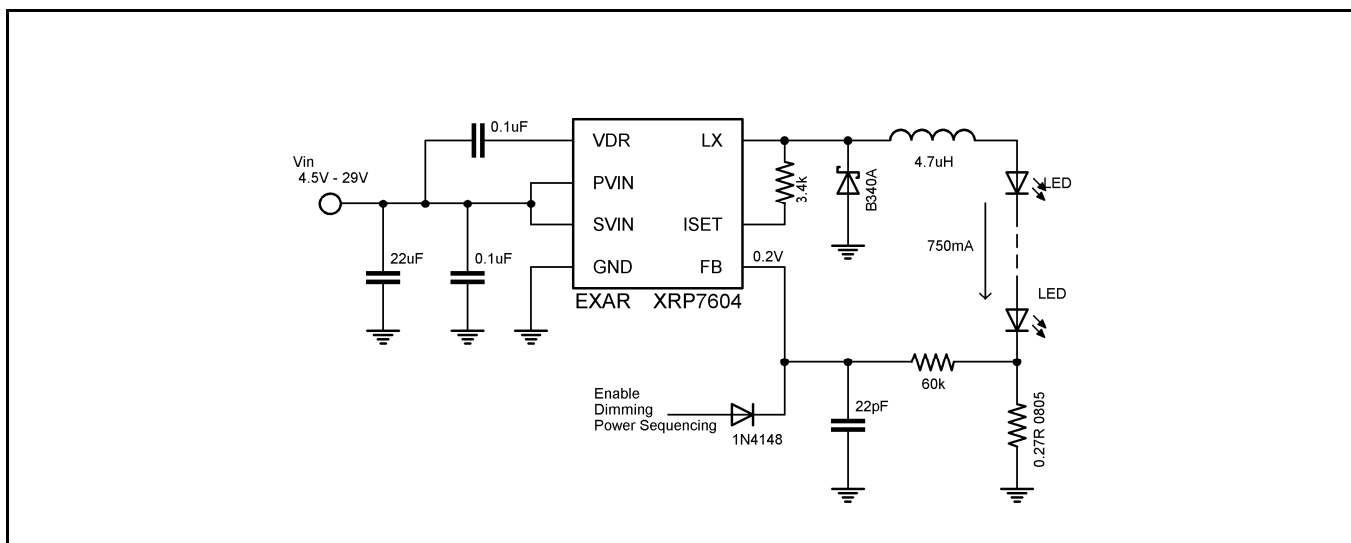 0.1uF
VDR
LX
Vin
4.5V - 29V
4.7uH
3.4k
B340A
LED
PVIN
SVIN
ISET
750mA
22uF
0.1uF
GND
FB
0.2V
LED
EXAR XRP7604
60k
Enable
Dimming
Power Sequencing
1N4148
22pF
0.27R 0805